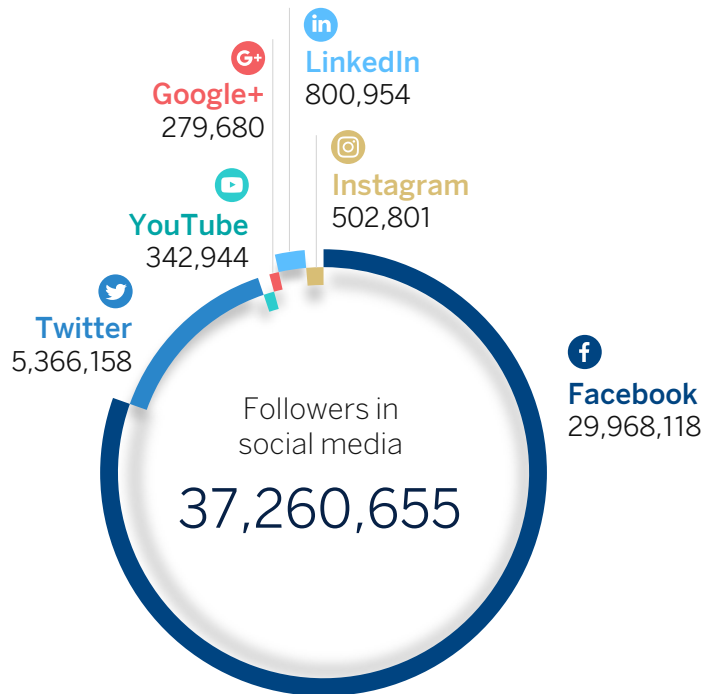 LinkedIn
800,954
Google+
279,680
Instagram
502,801
YouTube
342,944
Twitter
5,366,158
Facebook
29,968,118
Followers in
social media
37,260,655